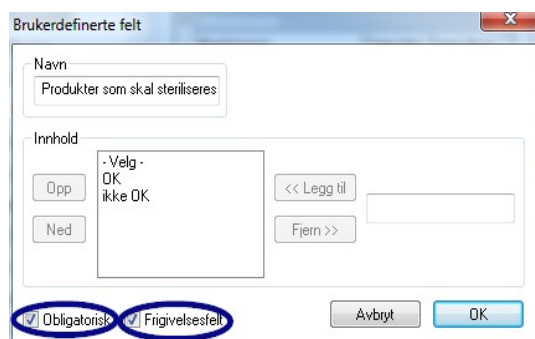 Brukerdefinerte felt
Navn
Produkter som skal steriliseres
Innhold
- Velg -
OK
ikke OK
Opp
Ned
<< Legg til
Fjern >>
Obligatorisk
Frigivelsesfelt
Avbryt
OK